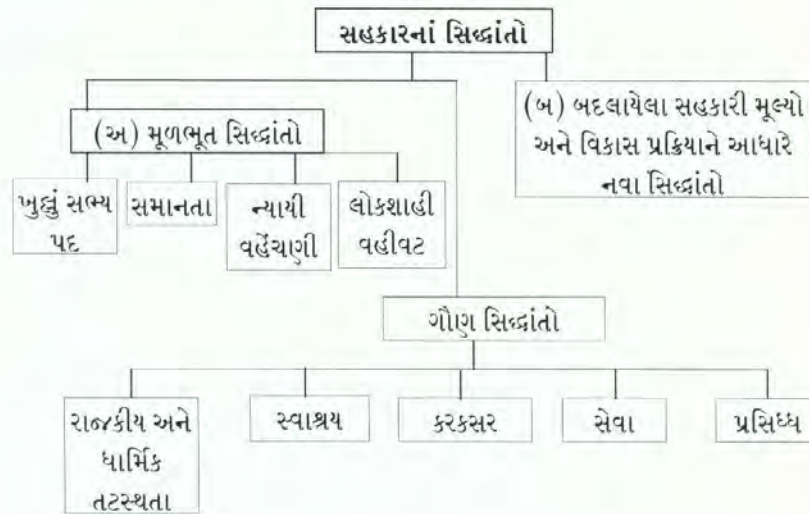 સહકારનાં સિધ્ધાંતો
(અ) મૂળભૂત સિધ્ધાંતો
(બ) બદલાયેલા સહકારી મૂલ્યો
અને વિકાસ પ્રક્રિયાને આધારે
નવા સિધ્ધાંતો
ખુલ્લું સભ્ય
પદ
સમાનતા
ન્યાયી
વહેંચણી
લોકશાહી
વહીવટ
ગૌણ સિધ્ધાંતો
રાજકીય અને
ધાર્મિક
તટસ્થતા
સ્વાશ્રય
કરકસર
સેવા
પ્રસિધ્ધ